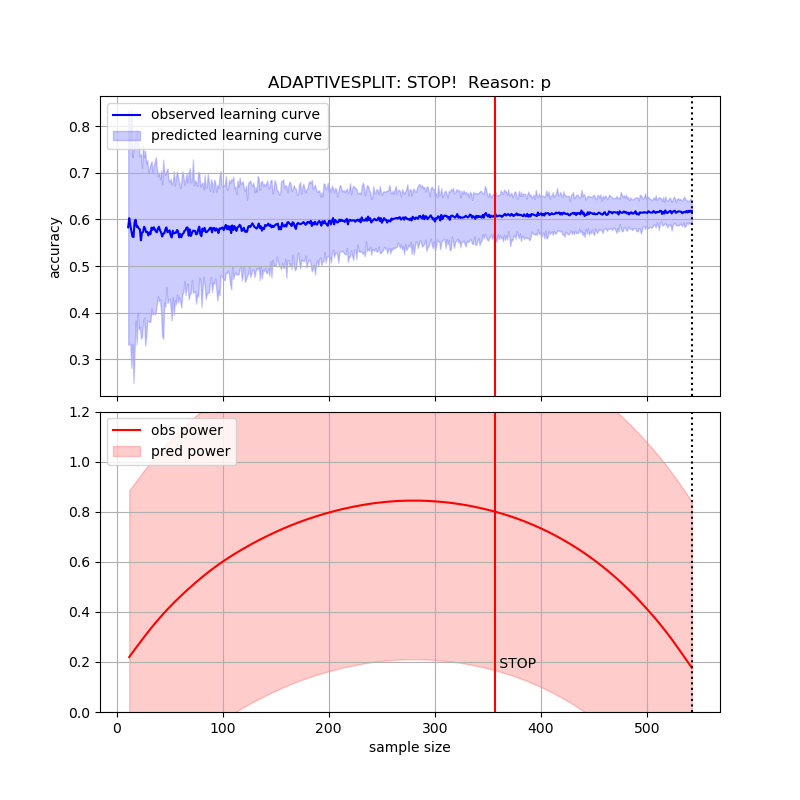 ADAPTIVESPLIT: STOP!  Reason: p
observed learning curve
predicted learning curve
0.8
0.7
0.6
0.5
0.4
0.3
accuracy
obs power
pred power
1.2
1.0
0.8
0.6
0.4
0.2
0.0
STOP
0
100
200
300
400
500
sample size